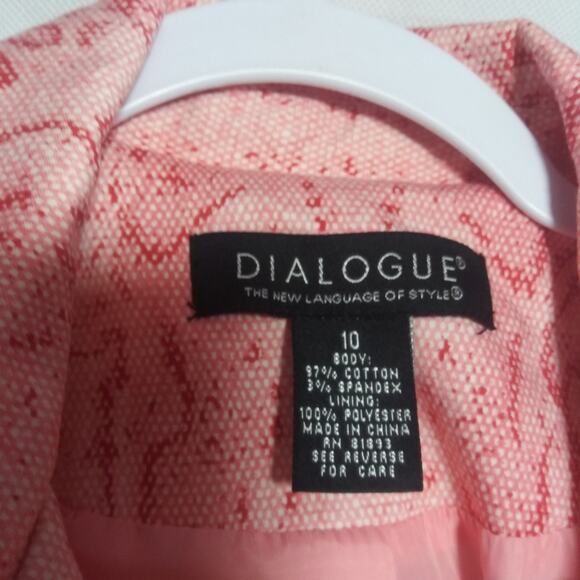 DIALOGUE®
THE NEW LANGUAGE OF STYLE®
10
BODY:
97% COTTON
3% SPANDEX
LINING:
100% POLYESTER
MADE IN CHINA
RN 81893
SEE REVERSE
FOR CARE